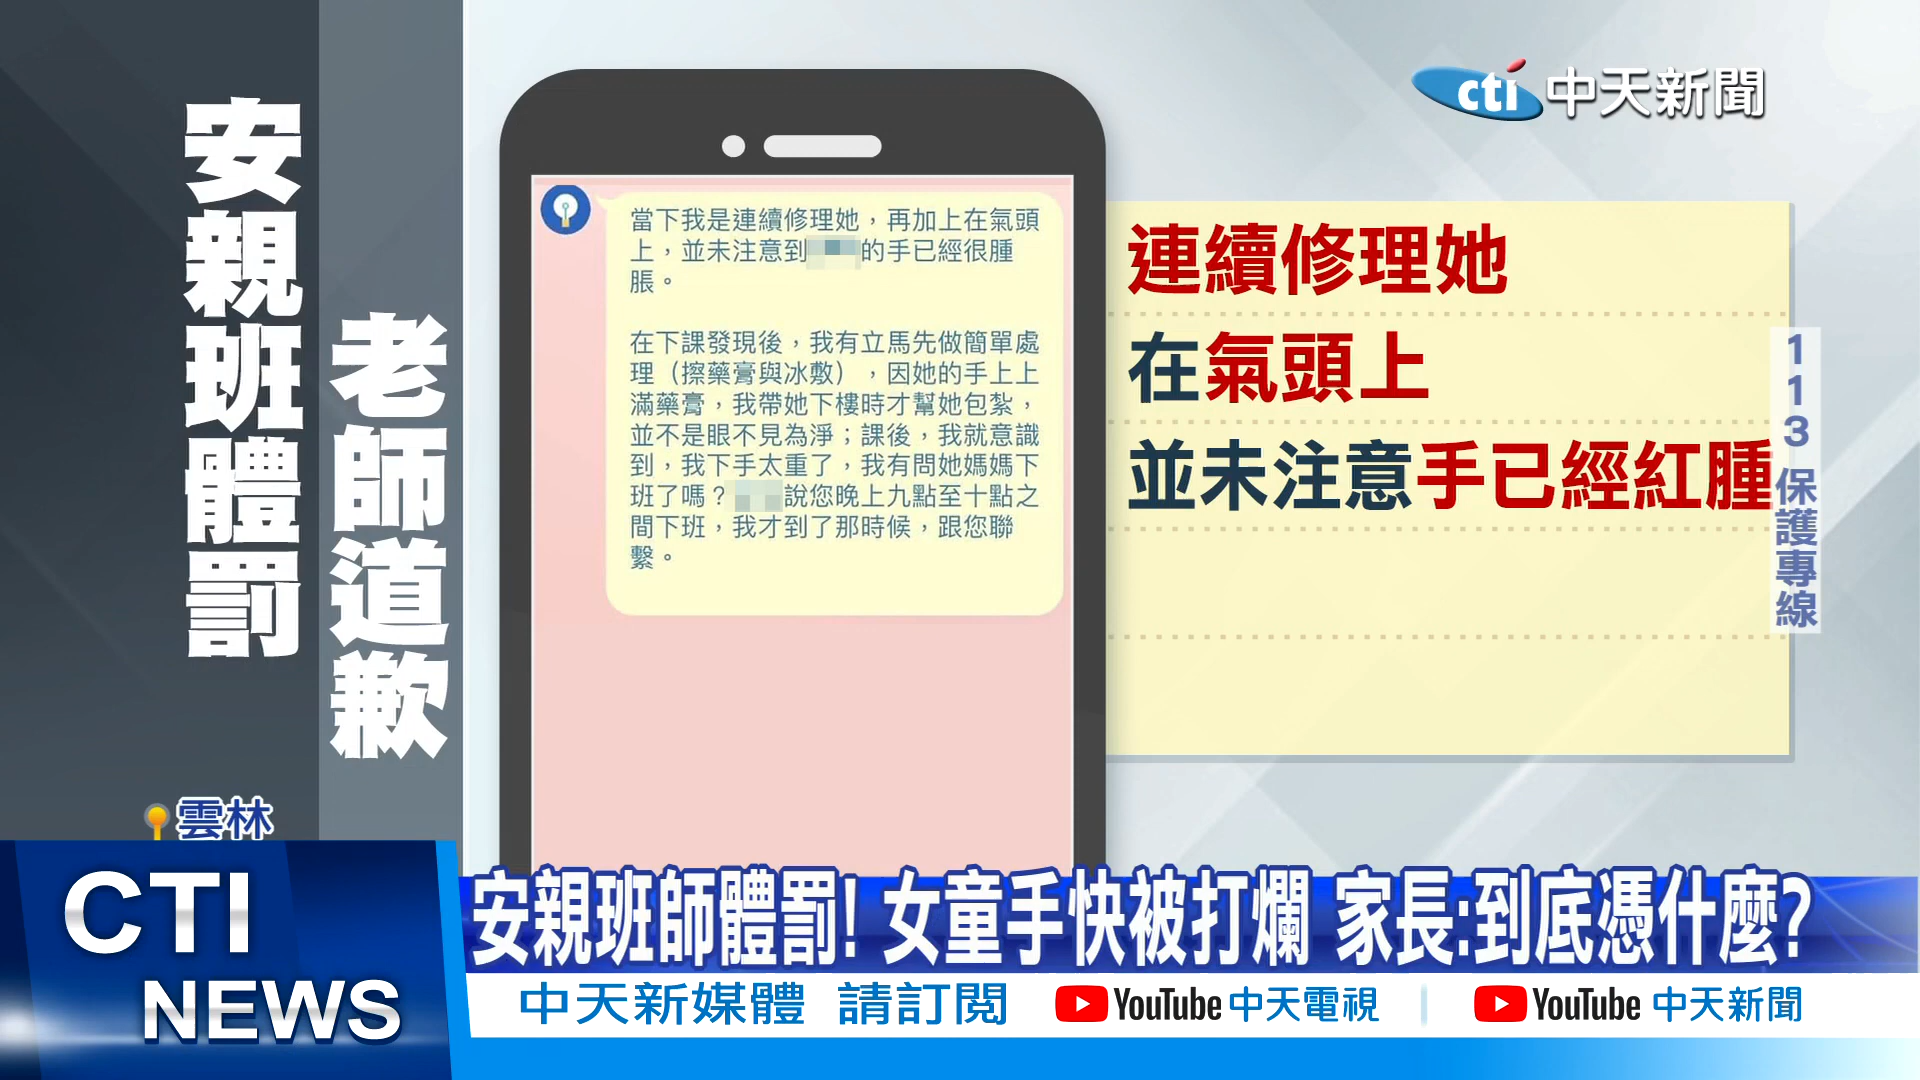 安親班體罰
老師道歉
雲林
cti中天新聞
當下我是連續修理她，再加上在氣頭
上，並未注意到的手已經很腫
脹。
在下課發現後，我有立馬先做簡單處
理（擦藥膏與冰敷），因她的手上上
滿藥膏，我帶她下樓時才幫她包紮，
並不是眼不見為淨；課後，我就意識
到，我下手太重了，我有問她媽媽下
班了嗎？說您晚上九點至十點之
間下班，我才到了那時候，跟您聯
繫。
連續修理她
在氣頭上
並未注意手已經紅腫
113保護專線
CTI
NEWS
安親班師體罰! 女童手快被打爛 家長:到底憑什麼?
中天新媒體 請訂閱 YouTube 中天電視 | YouTube 中天新聞